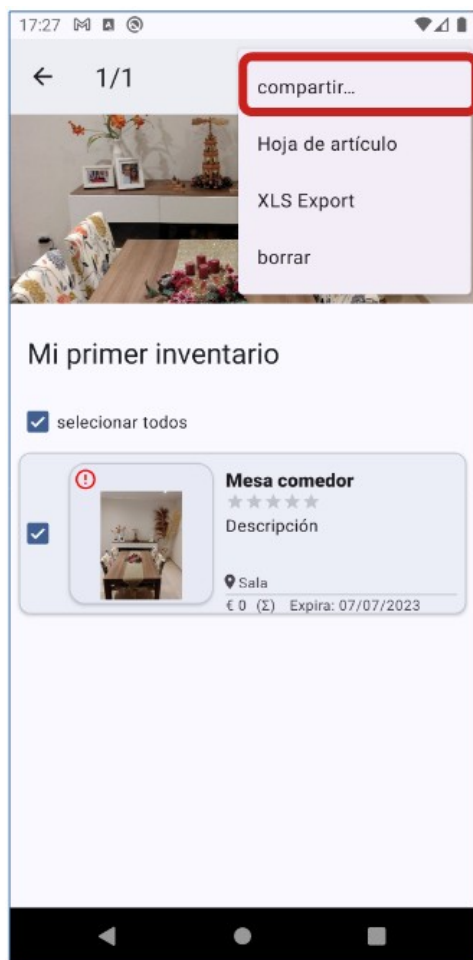 17:27
1/1
compartir...
Hoja de artículo
XLS Export
borrar
Mi primer inventario
selecionar todos
Mesa comedor
Descripción
Sala
€ 0 (Σ) Expira: 07/07/2023